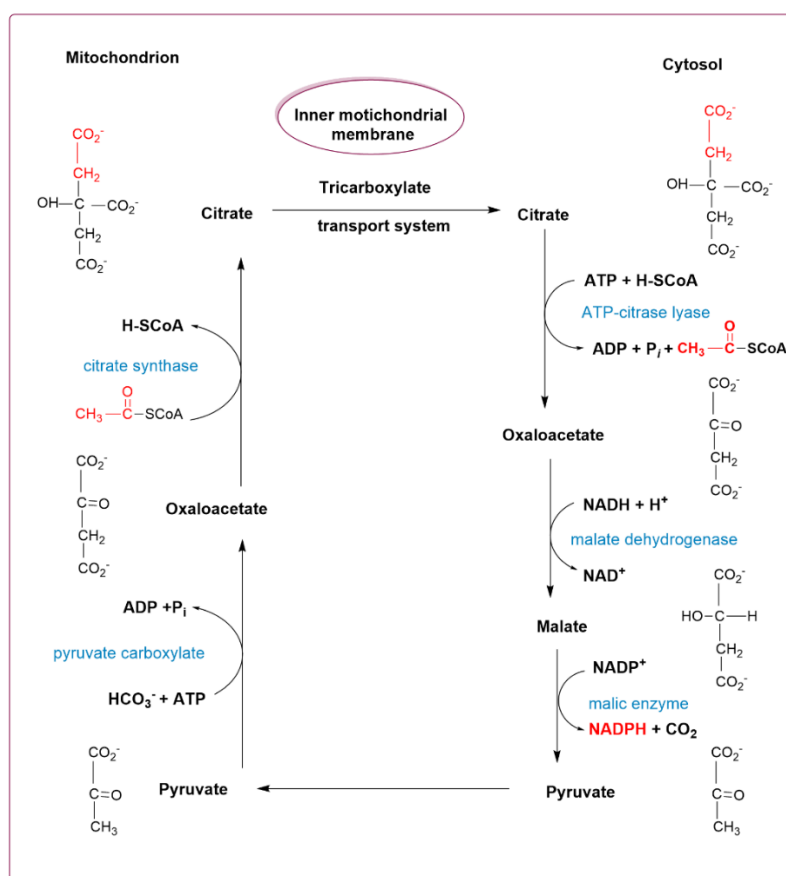 Mitochondrion
Cytosol
Inner motichondrial
membrane
CO₂⁻
CH₂
OH–C–CO₂⁻
CH₂
CO₂⁻
Citrate
Tricarboxylate
transport system
Citrate
CO₂⁻
CH₂
OH–C–CO₂⁻
CH₂
CO₂⁻
H-SCoA
citrate synthase
O
CH₃–C–SCoA
ATP + H-SCoA
ATP-citrase lyase
O
ADP + Pi + CH₃–C–SCoA
CO₂⁻
C=O
CH₂
CO₂⁻
Oxaloacetate
Oxaloacetate
CO₂⁻
C=O
CH₂
CO₂⁻
ADP +Pi
pyruvate carboxylate
HCO₃⁻ + ATP
NADH + H⁺
malate dehydrogenase
NAD⁺
Malate
CO₂⁻
HO–C–H
CH₂
CO₂⁻
NADP⁺
malic enzyme
NADPH + CO₂
CO₂⁻
C=O
CH₃
Pyruvate
Pyruvate
CO₂⁻
C=O
CH₃